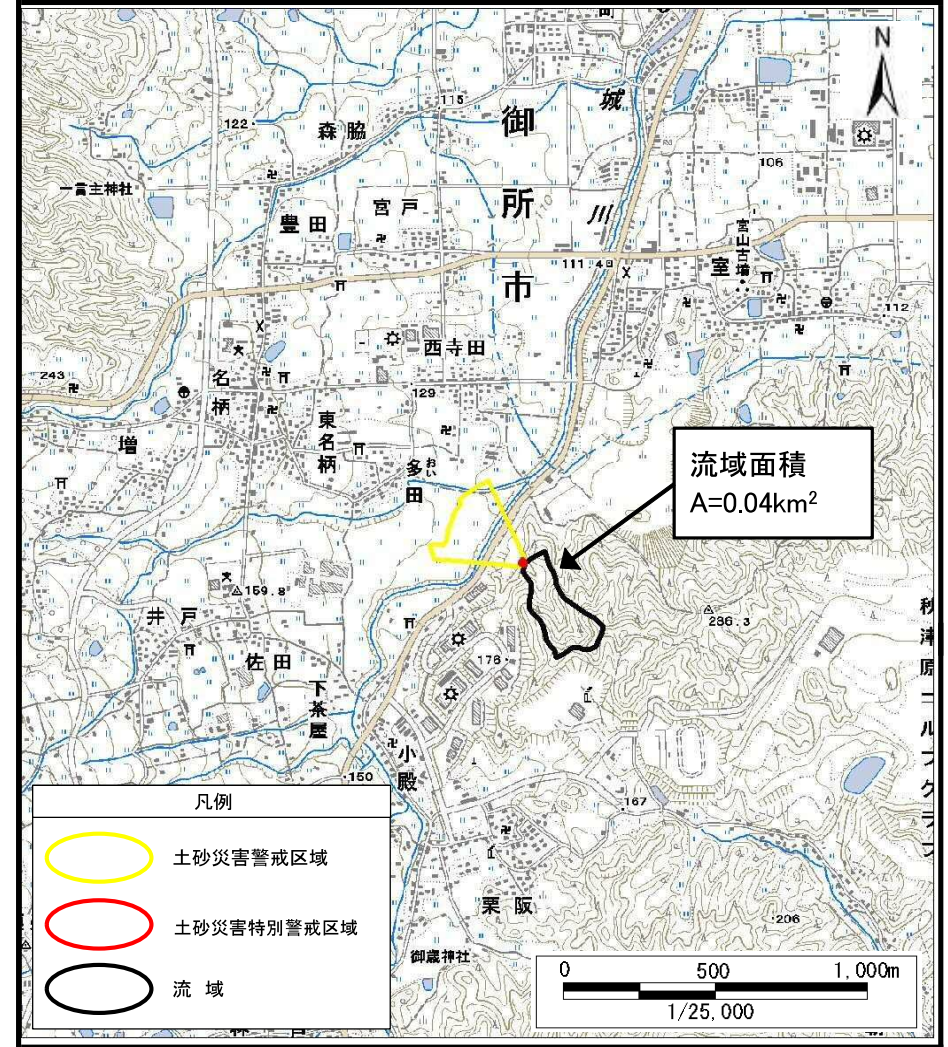 N
城
川
御所市
115
122
森脇
106
一言主神社
宮戸
豊田
111.4
室
宮山古墳
112
西寺田
243
名柄
129
増
東名柄
おい
多田
流域面積
A=0.04km²
159.8
井戸
佐田
236.3
176
下茶屋
小殿
150
167
栗阪
206
御歳神社
凡例
土砂災害警戒区域
土砂災害特別警戒区域
流 域
0 500 1,000m
1/25,000